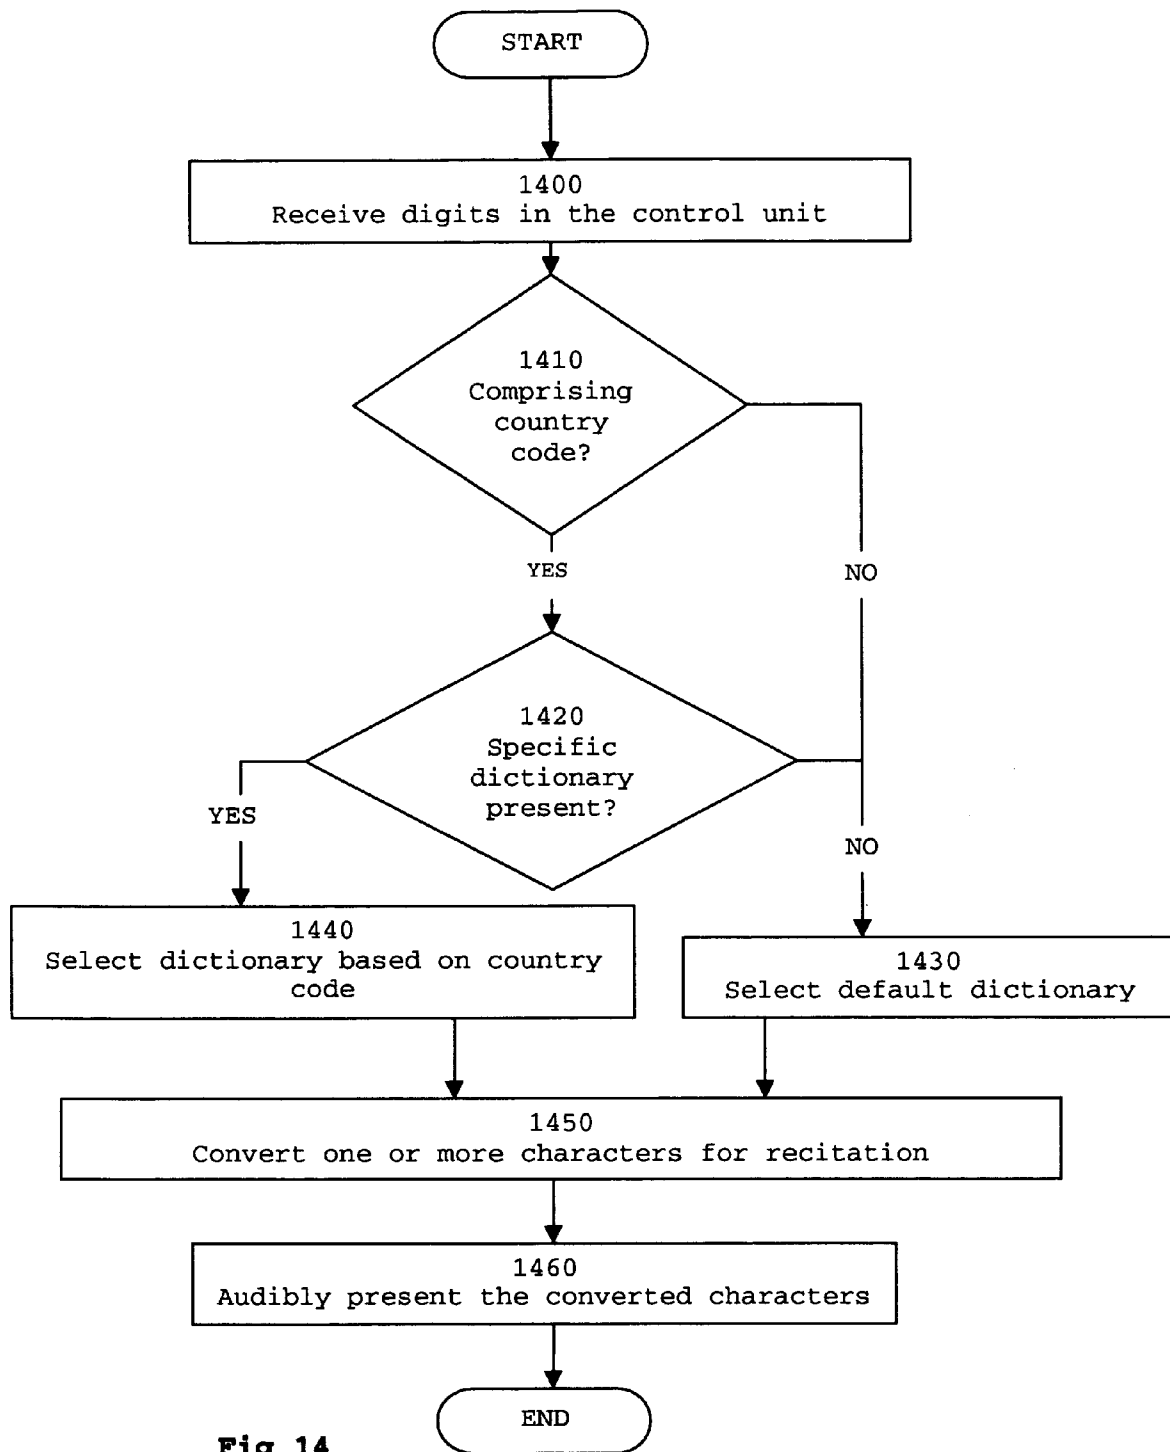 START
1400
Receive digits in the control unit
1410
Comprising
country
code?
YES
NO
1420
Specific
dictionary
present?
YES
NO
1440
Select dictionary based on country
code
1430
Select default dictionary
1450
Convert one or more characters for recitation
1460
Audibly present the converted characters
END
Fig 14